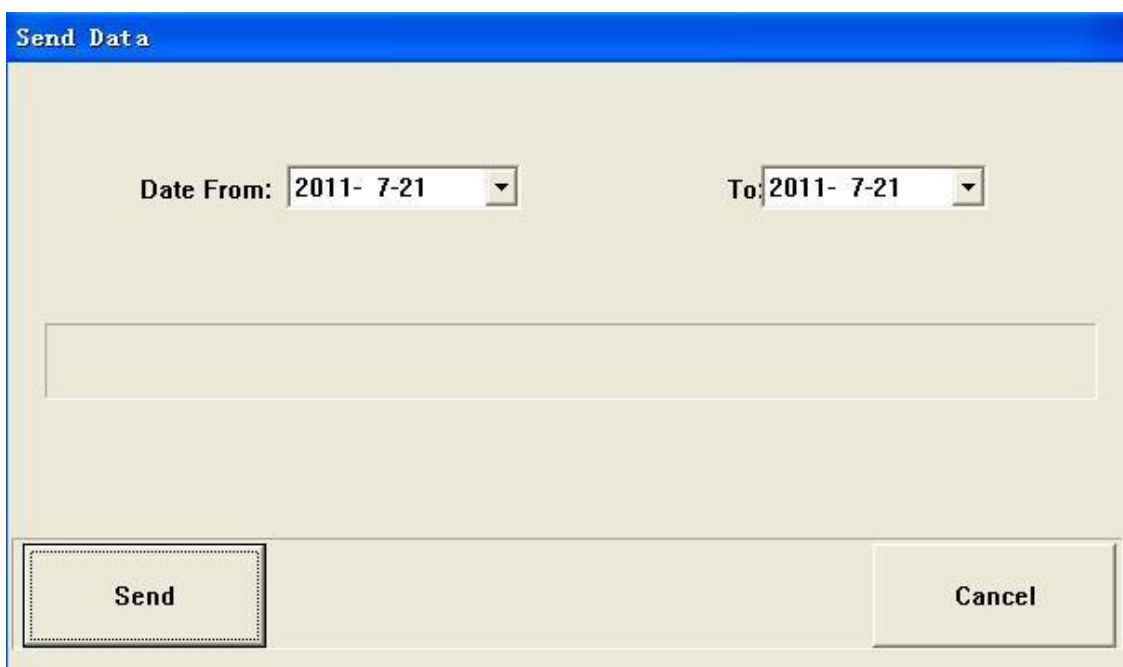 Send Data
Date From: 2011- 7-21 To: 2011- 7-21
Send Cancel